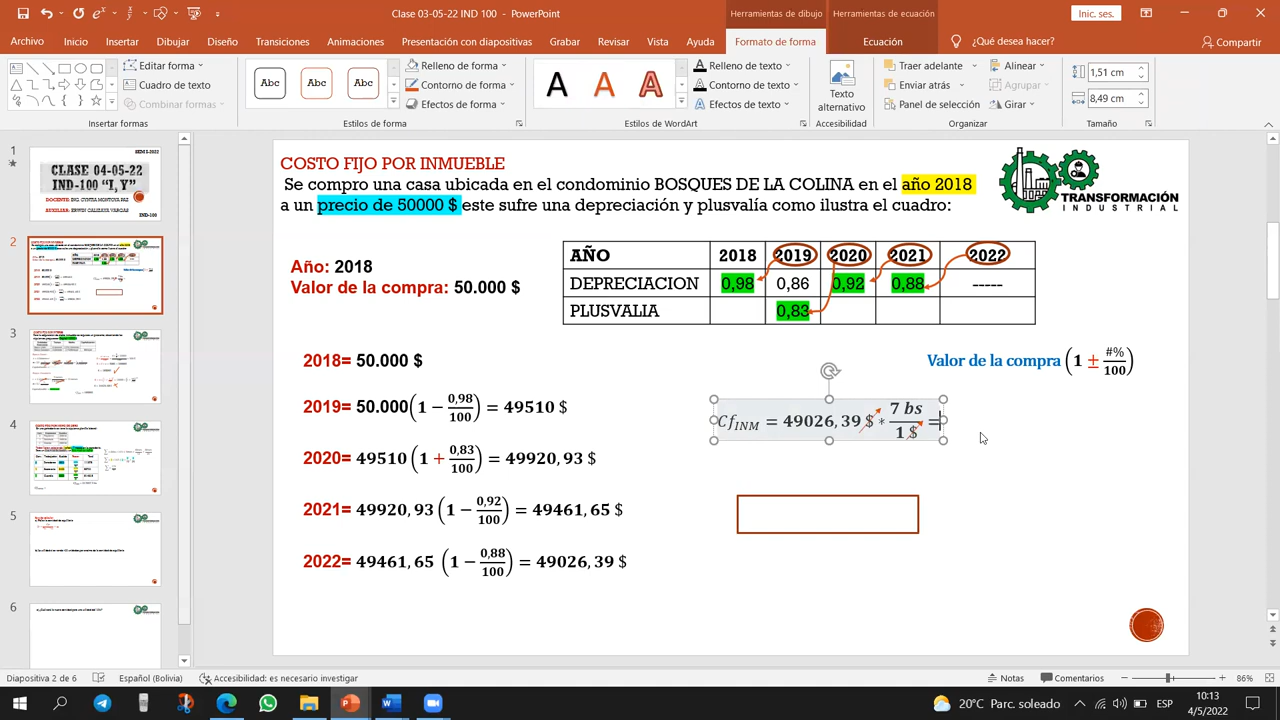 Clase 03-05-22 IM - PowerPoint
Herramientas de dibujo
Herramientas de ecuación
Inic. ses.
Archivo Inicio Insertar Dibujar Diseño Transiciones Animaciones Presentación con diapositivas Grabar Revisar Vista Ayuda Formato de forma Ecuación ¿Qué desea hacer? Compartir
Editar forma
Cuadro de texto
Combinar formas
Insertar formas
Abc Abc Abc
Relleno de forma
Contorno de forma
Efectos de forma
Estilos de forma
A A A
Relleno de texto
Contorno de texto
Efectos de texto
Estilos de WordArt
Texto alternativo
Accesibilidad
Traer adelante
Enviar atrás
Panel de selección
Alinear
Agrupar
Girar
Organizar
1,51 cm
8,49 cm
Tamaño
1
CLASE 04-05-22
IND-100 "I, Y"
IND-100
2
3
4
5
6
COSTO FIJO POR INMUEBLE
Se compro una casa ubicada en el condominio BOSQUES DE LA COLINA en el año 2018
a un precio de 50000 $ este sufre una depreciación y plusvalía como ilustra el cuadro:
TRANSFORMACIÓN
INDUSTRIAL
Año: 2018
Valor de la compra: 50.000 $
AÑO 2018 2019 2020 2021 2022
DEPRECIACION 0,98 0,86 0,92 0,88 -----
PLUSVALIA 0,83
2018= 50.000 $
Valor de la compra (1 ± #%/100)
2019= 50.000(1 − 0,98/100) = 49510 $
Cf_INM = 49026,39 $ * 7 bs/1 $ =
2020= 49510 (1 + 0,83/100) = 49920,93 $
2021= 49920,93 (1 − 0,92/100) = 49461,65 $
2022= 49461,65 (1 − 0,88/100) = 49026,39 $
Diapositiva 2 de 6 Español (Bolivia) Accesibilidad: es necesario investigar Notas Comentarios 86%
20°C Parc. soleado ESP 10:13
4/5/2022